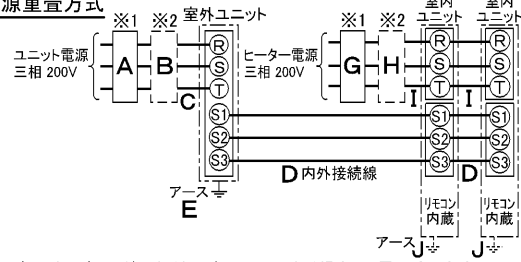 源重畳方式
※1 ※2 室外ユニット
ユニット電源
三相 200V
A B C
R
S
T
S1
S2
S3
アース
E
※1 ※2
ヒーター電源
三相 200V
G H I I
室内
ユニット
室内
ユニット
R R
S S
T T
S1 S1
S2 S2
S3 S3
D 内外接続線
D
リモコン
内蔵
リモコン
内蔵
アース J J